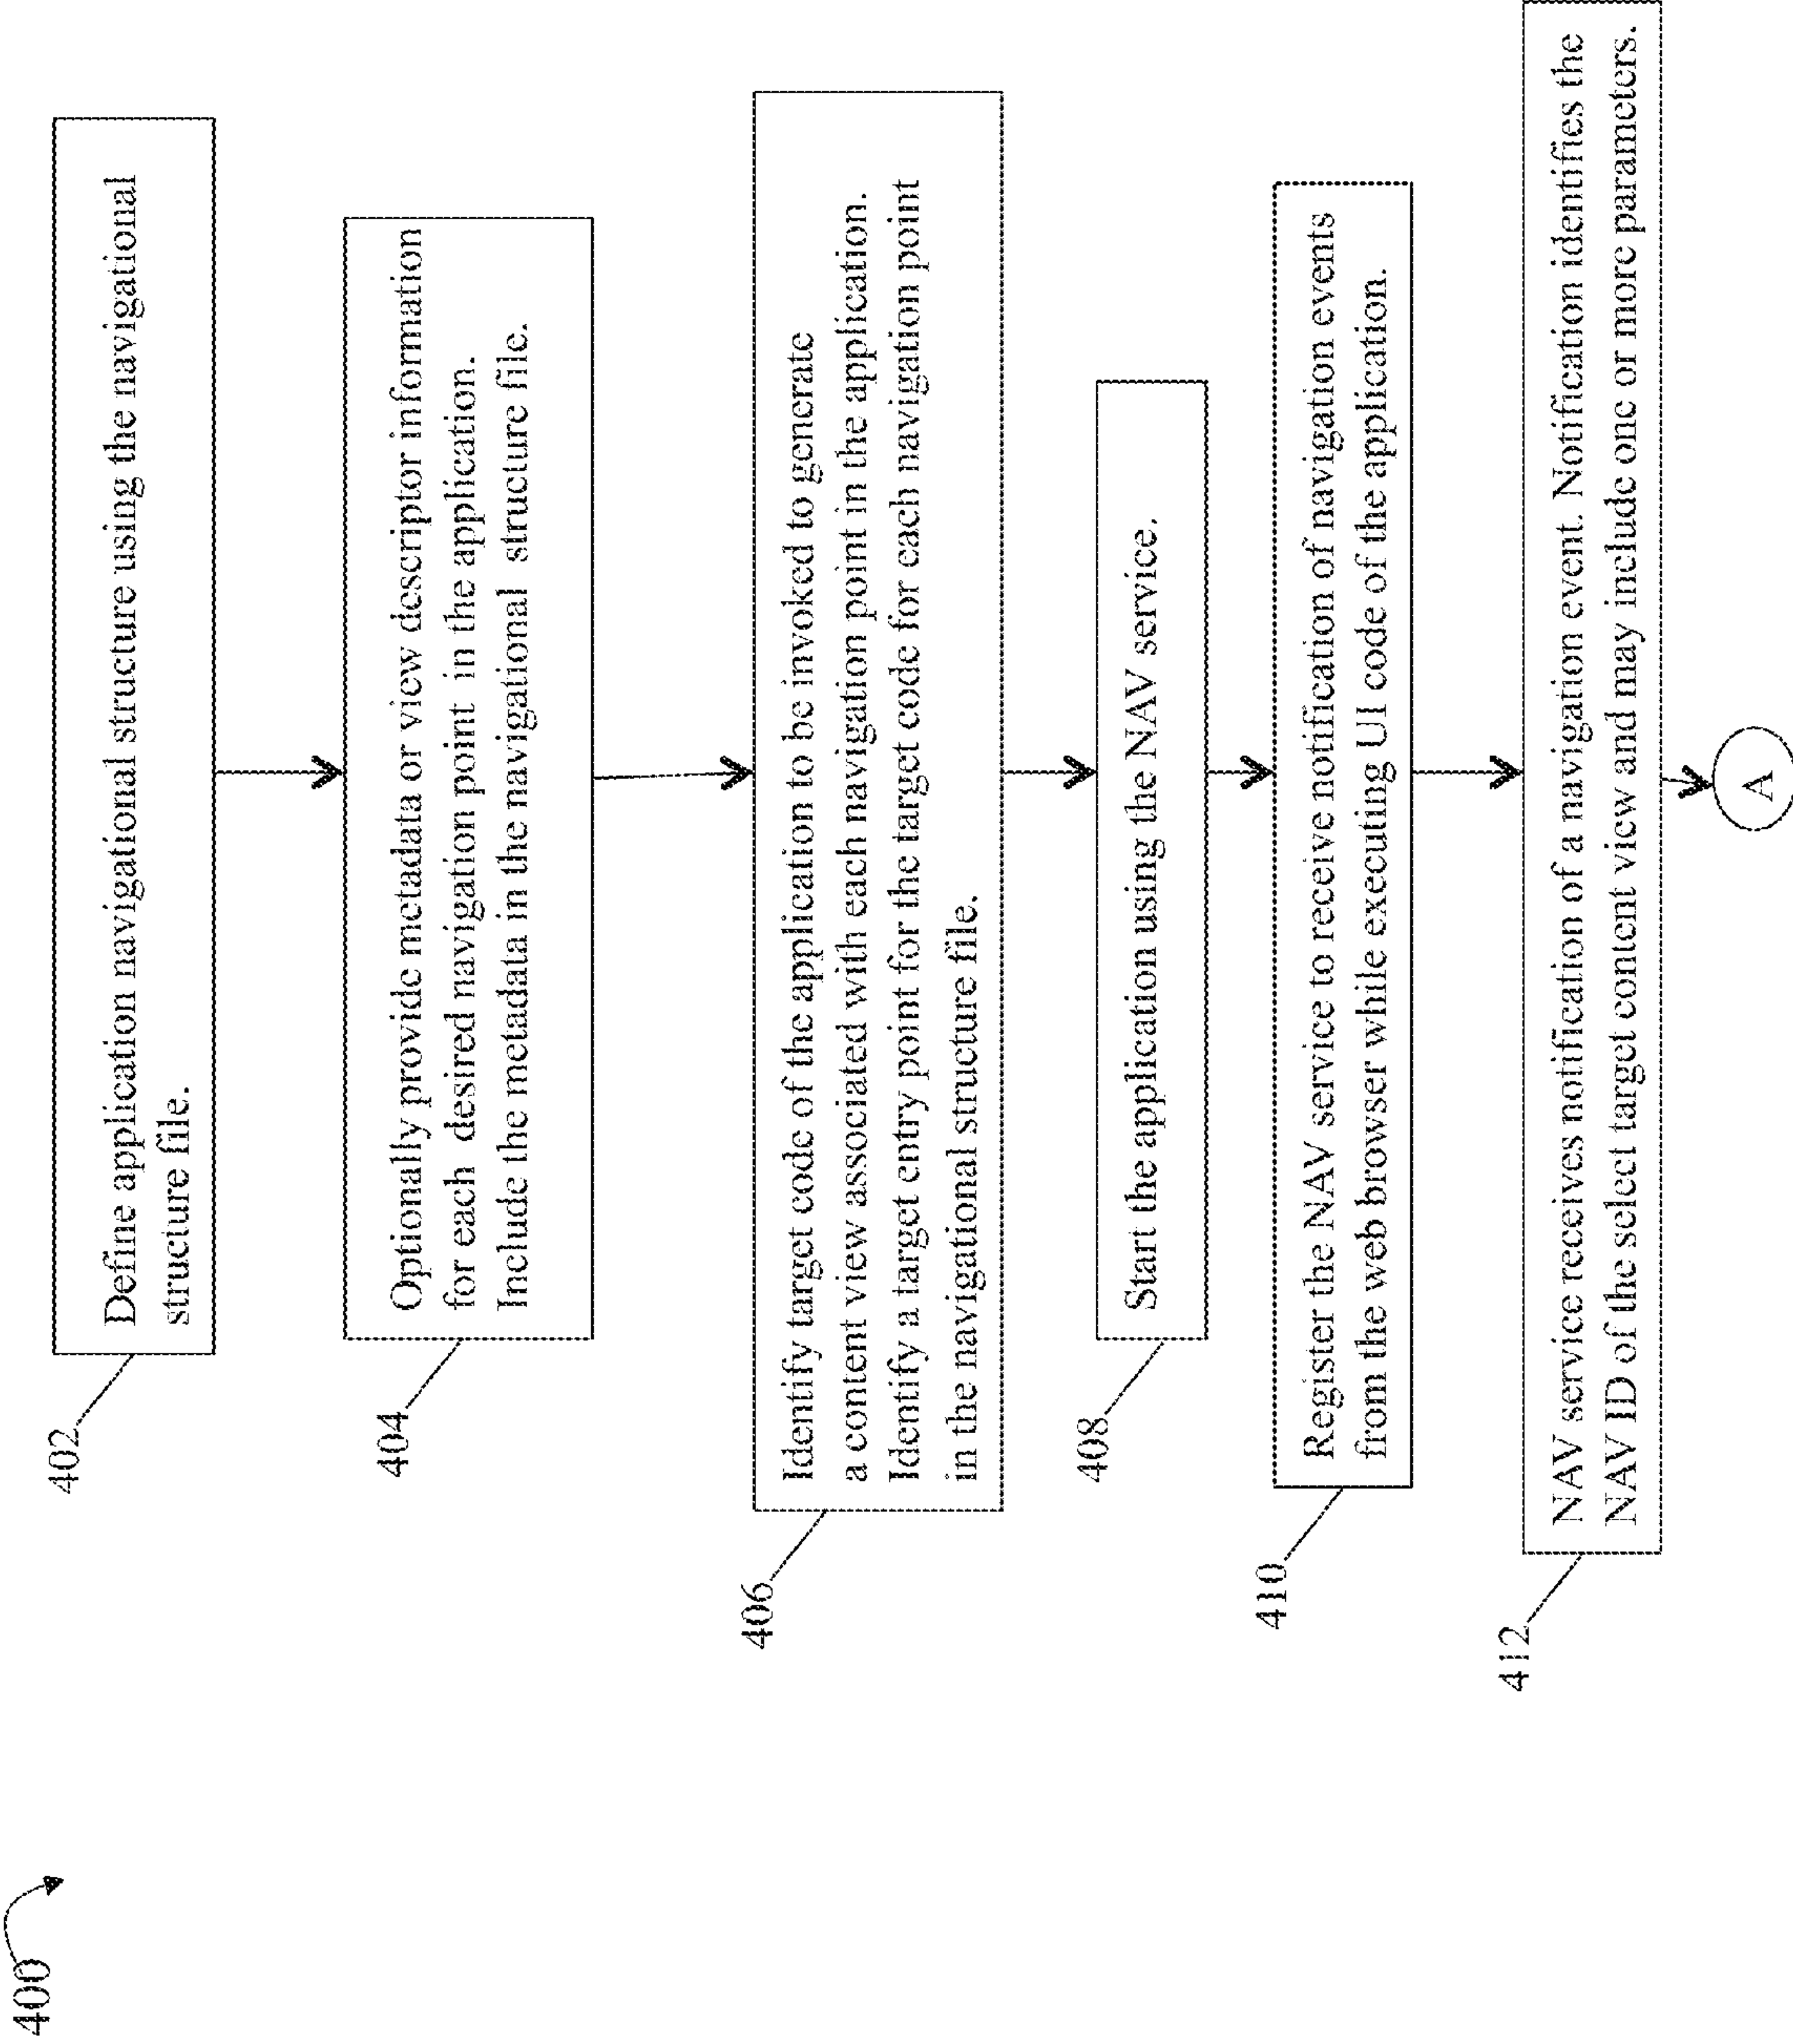 400
402
Define application navigational structure using the navigational
structure file.
404
Optionally provide metadata or view descriptor information
for each desired navigation point in the application.
Include the metadata in the navigational structure file.
406
Identify target code of the application to be invoked to generate
a content view associated with each navigation point in the application.
Identify a target entry point for the target code for each navigation point
in the navigational structure file.
408
Start the application using the NAV service.
410
Register the NAV service to receive notification of navigation events
from the web browser while executing UI code of the application.
412
NAV service receives notification of a navigation event. Notification identifies the
NAV ID of the select target content view and may include one or more parameters.
A